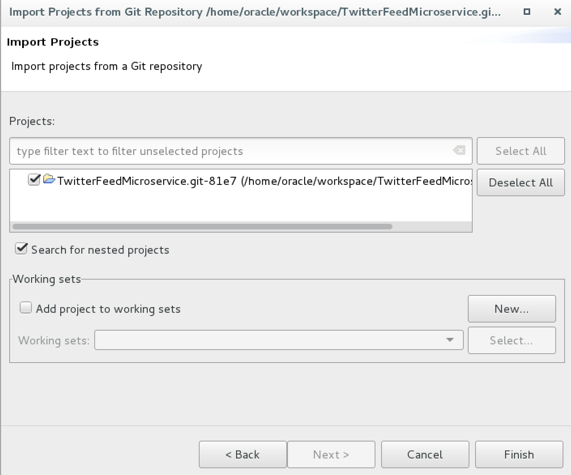 Import Projects from Git Repository /home/oracle/workspace/TwitterFeedMicroservice.gi...
Import Projects
Import projects from a Git repository
Projects:
type filter text to filter unselected projects
Select All
TwitterFeedMicroservice.git-81e7 (/home/oracle/workspace/TwitterFeedMicros
Deselect All
Search for nested projects
Working sets
Add project to working sets
New...
Working sets:
Select...
< Back
Next >
Cancel
Finish